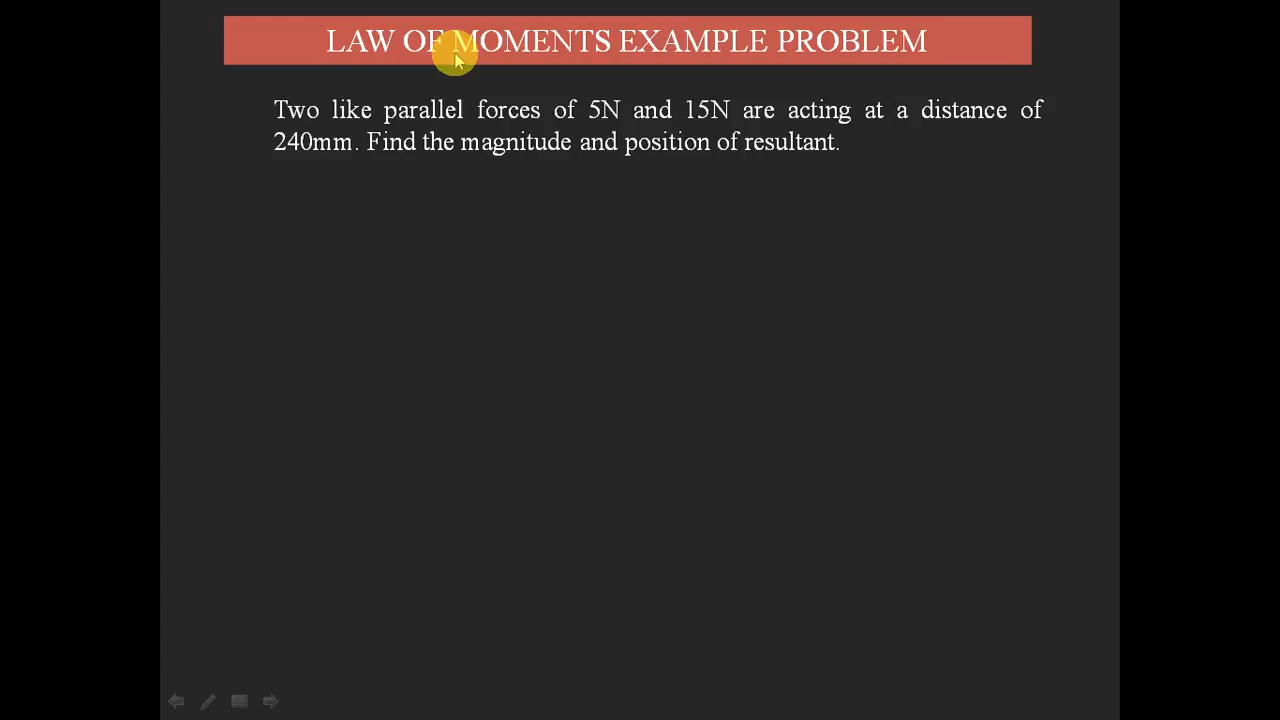 LAW OF MOMENTS EXAMPLE PROBLEM
Two like parallel forces of 5N and 15N are acting at a distance of
240mm. Find the magnitude and position of resultant.